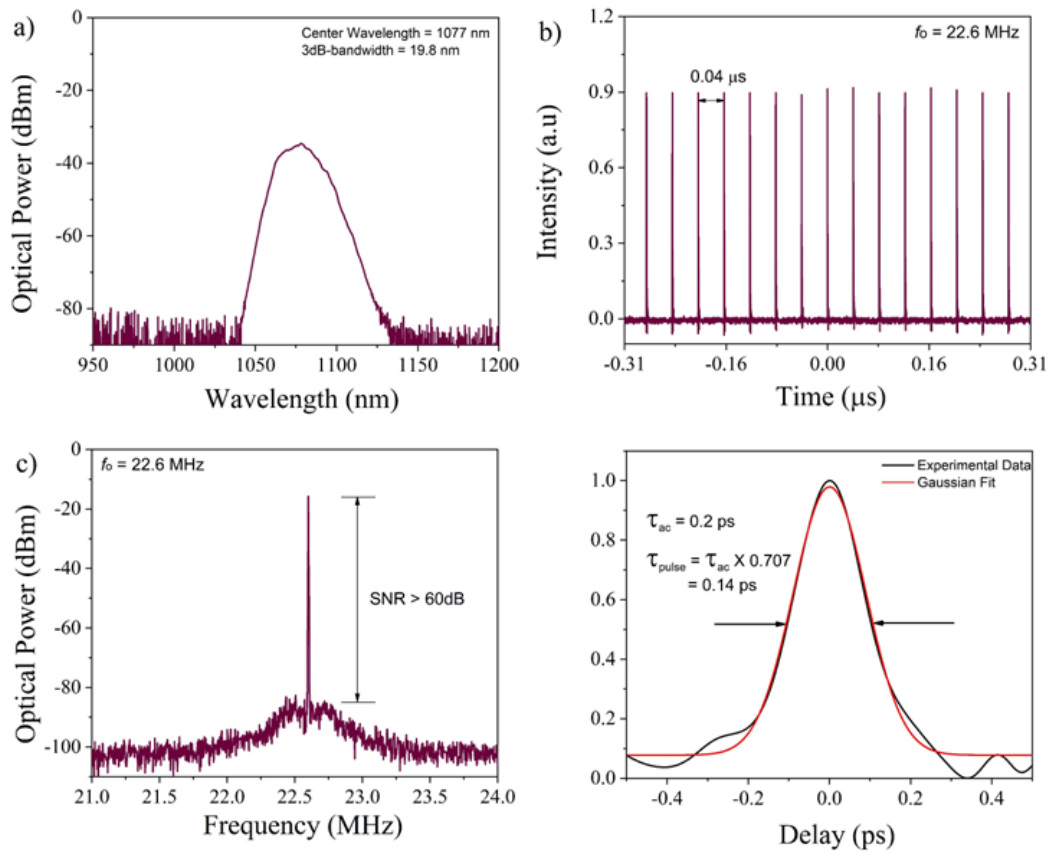 a)
Center Wavelength = 1077 nm
3dB-bandwidth = 19.8 nm
Optical Power (dBm)
0
-20
-40
-60
-80
950 1000 1050 1100 1150 1200
Wavelength (nm)
b)
fo = 22.6 MHz
0.04 μs
Intensity (a.u)
1.2
0.9
0.6
0.3
0.0
-0.31 -0.16 0.00 0.16 0.31
Time (μs)
c)
fo = 22.6 MHz
SNR > 60dB
Optical Power (dBm)
0
-20
-40
-60
-80
-100
21.0 21.5 22.0 22.5 23.0 23.5 24.0
Frequency (MHz)
Experimental Data
Gaussian Fit
τac = 0.2 ps
τpulse = τac X 0.707
= 0.14 ps
1.0
0.8
0.6
0.4
0.2
0.0
-0.4 -0.2 0.0 0.2 0.4
Delay (ps)